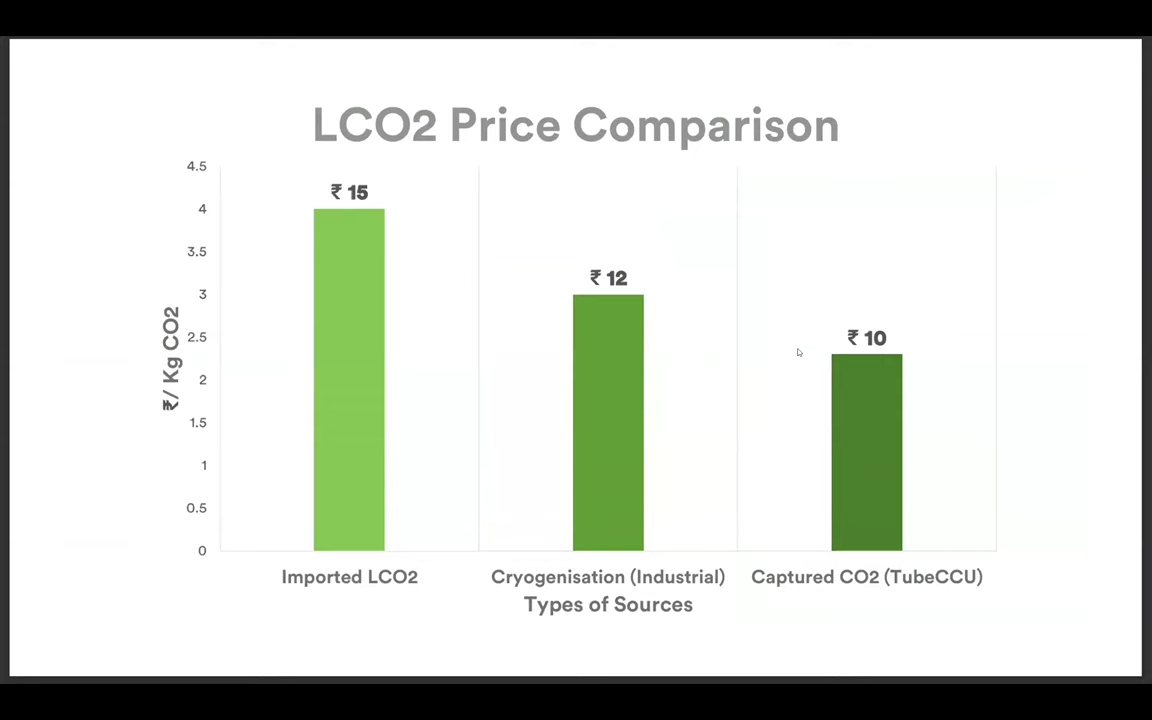 LCO2 Price Comparison
4.5
4
3.5
3
2.5
2
1.5
1
0.5
0
₹/ Kg CO2
₹ 15
₹ 12
₹ 10
Imported LCO2
Cryogenisation (Industrial)
Captured CO2 (TubeCCU)
Types of Sources